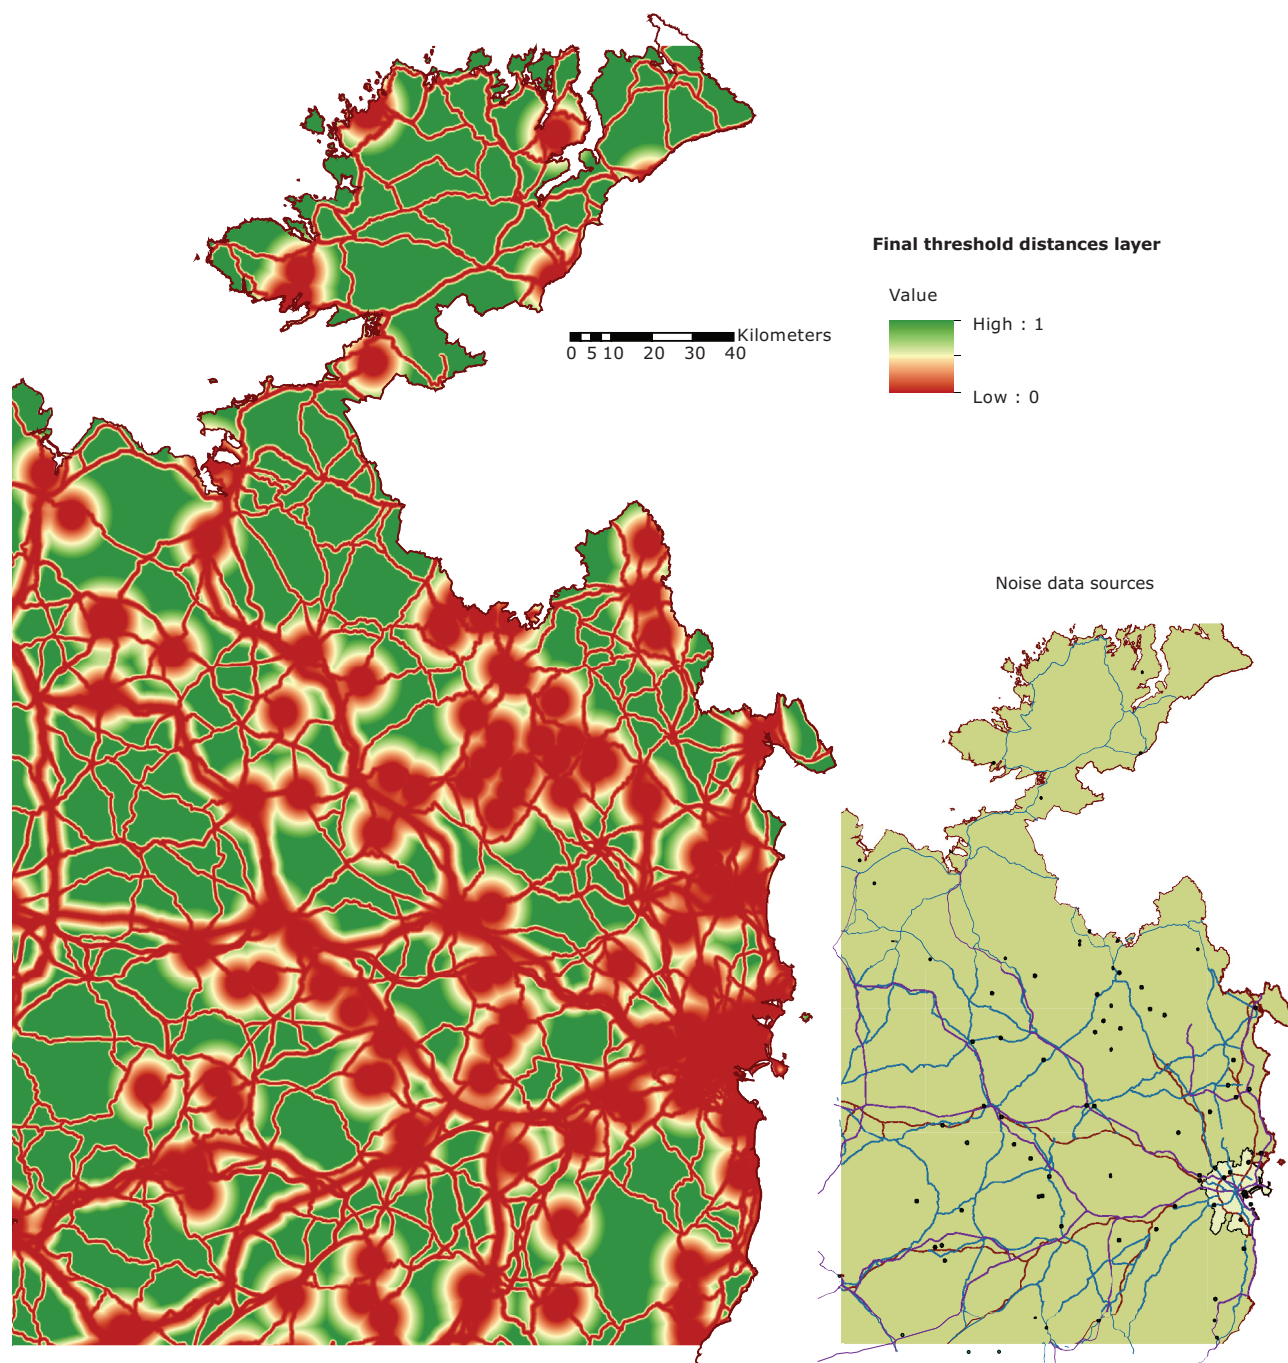 Final threshold distances layer
Value
High : 1
Low : 0
Kilometers
0 5 10 20 30 40
Noise data sources